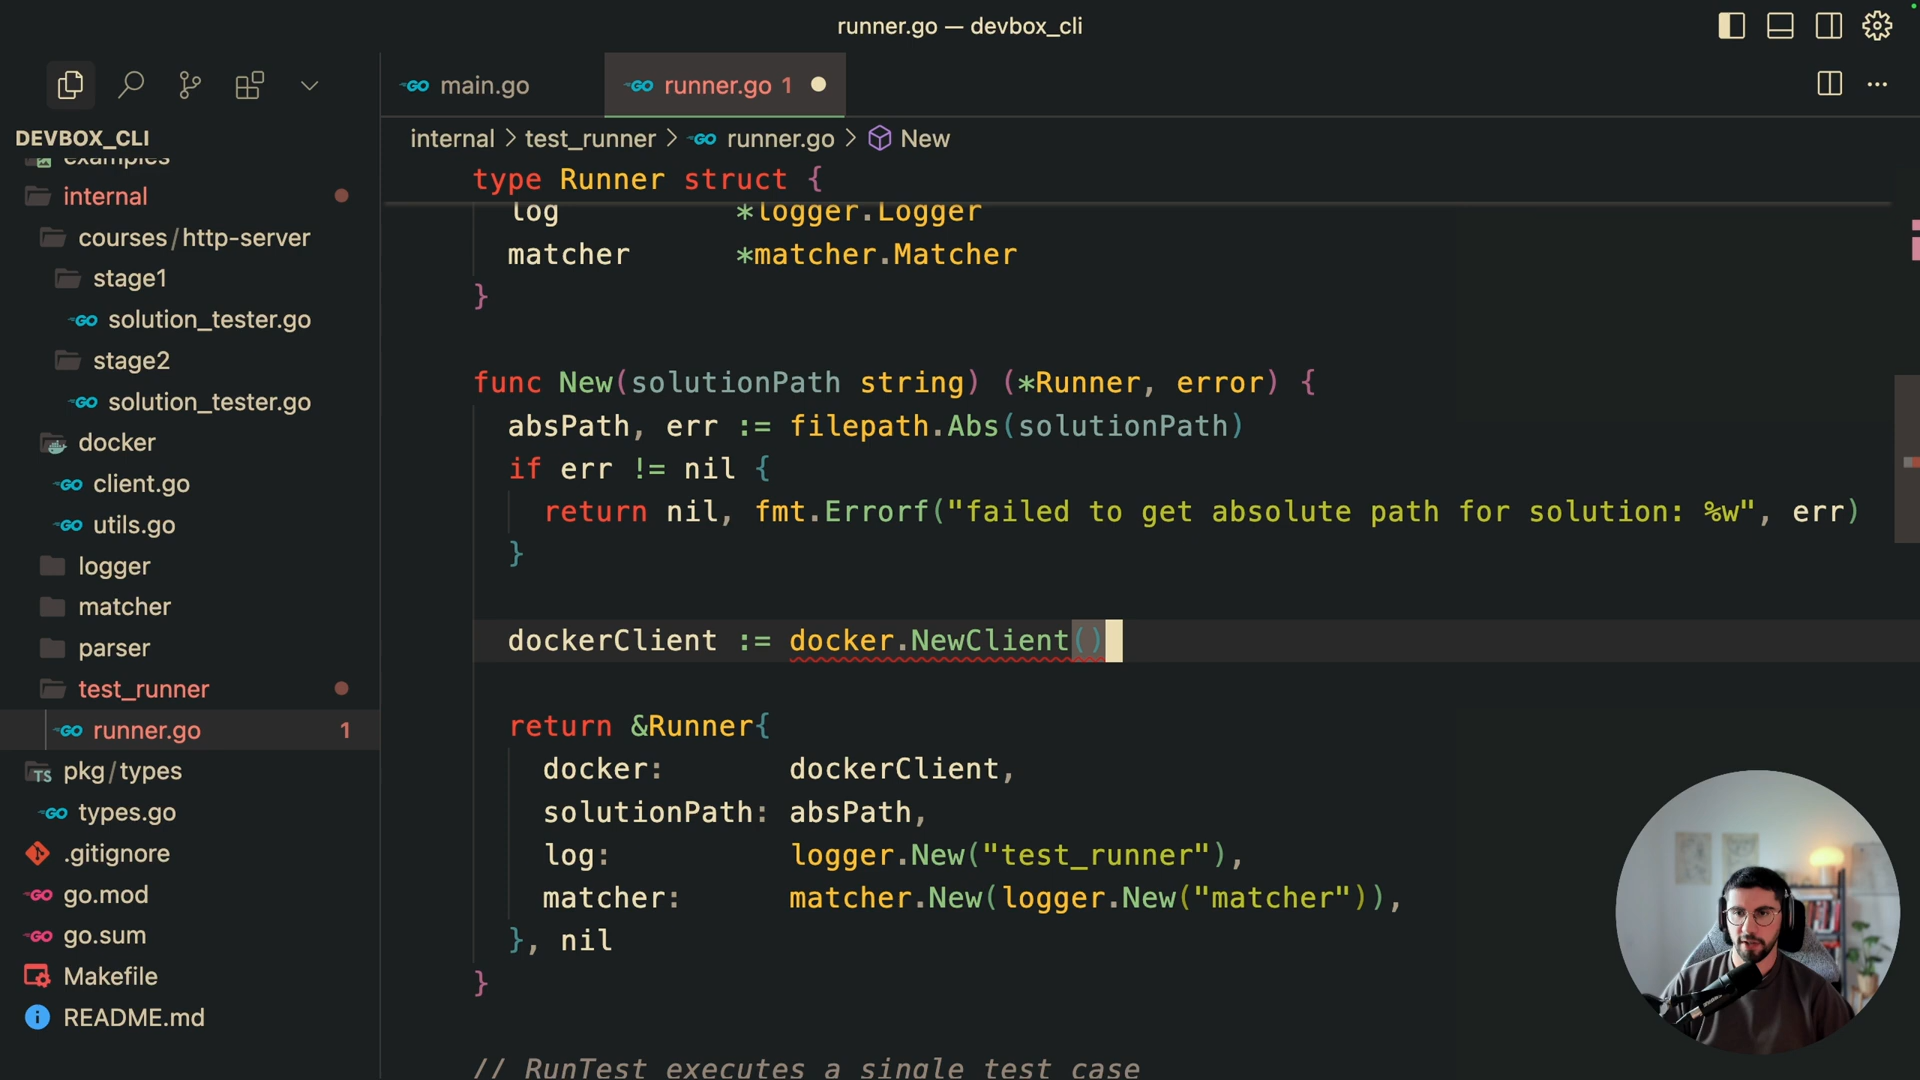 runner.go — devbox_cli
main.go
runner.go 1
DEVBOX_CLI
internal > test_runner > runner.go > New
examples
internal
courses/http-server
stage1
solution_tester.go
stage2
solution_tester.go
docker
client.go
utils.go
logger
matcher
parser
test_runner
runner.go 1
pkg/types
types.go
.gitignore
go.mod
go.sum
Makefile
README.md
type Runner struct {
log *logger.Logger
matcher *matcher.Matcher
}
func New(solutionPath string) (*Runner, error) {
absPath, err := filepath.Abs(solutionPath)
if err != nil {
return nil, fmt.Errorf("failed to get absolute path for solution: %w", err)
}
dockerClient := docker.NewClient()
return &Runner{
docker: dockerClient,
solutionPath: absPath,
log: logger.New("test_runner"),
matcher: matcher.New(logger.New("matcher")),
}, nil
}
// RunTest executes a single test case